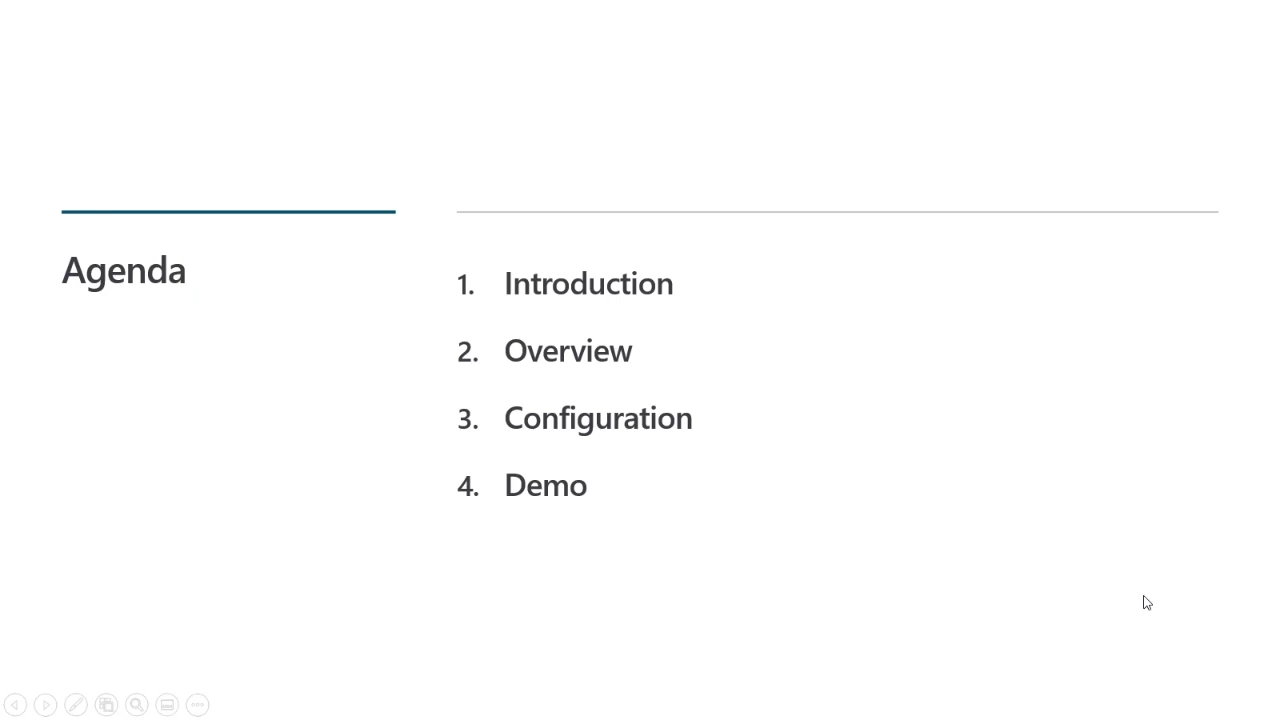 Agenda
1. Introduction
2. Overview
3. Configuration
4. Demo